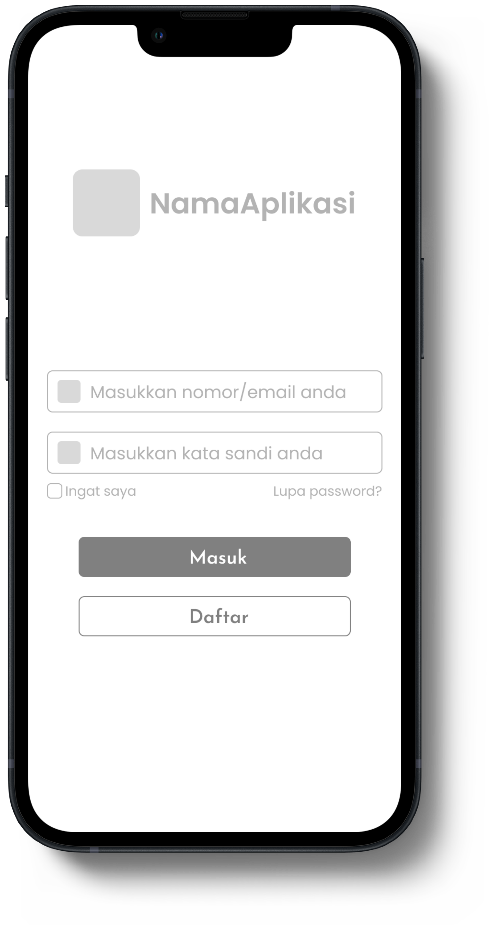 NamaAplikasi
Masukkan nomor/email anda
Masukkan kata sandi anda
Ingat saya Lupa password?
Masuk
Daftar